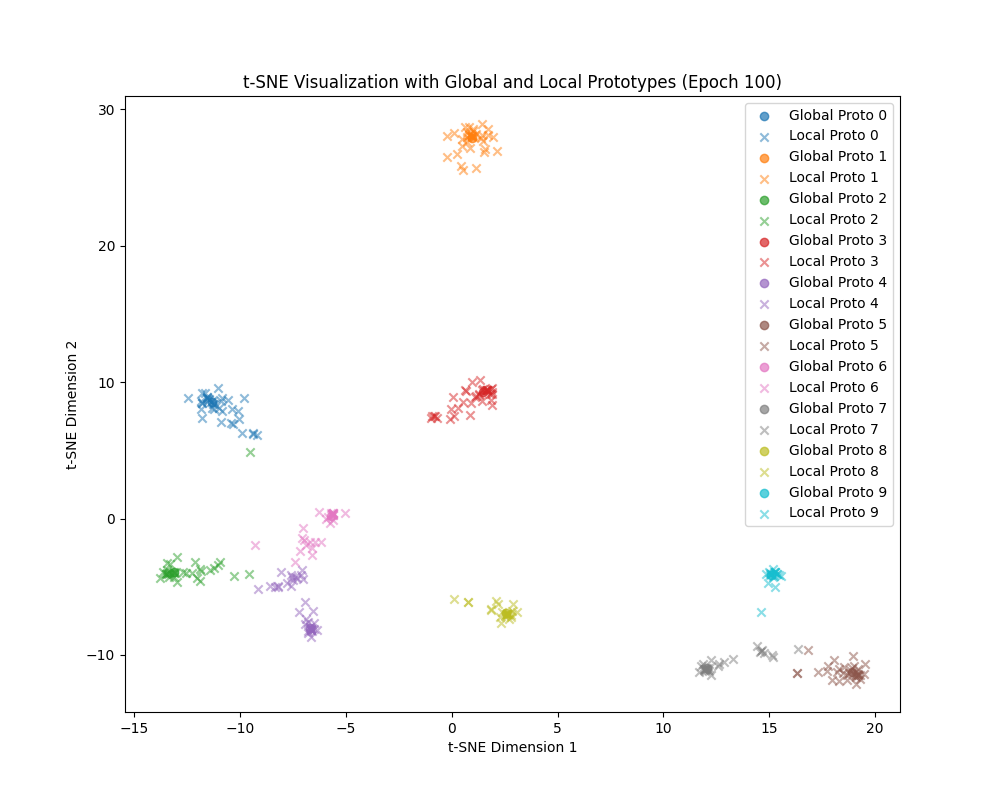 t-SNE Visualization with Global and Local Prototypes (Epoch 100)
30
20
10
0
−10
t-SNE Dimension 2
−15
−10
−5
0
5
10
15
20
t-SNE Dimension 1
Global Proto 0
Local Proto 0
Global Proto 1
Local Proto 1
Global Proto 2
Local Proto 2
Global Proto 3
Local Proto 3
Global Proto 4
Local Proto 4
Global Proto 5
Local Proto 5
Global Proto 6
Local Proto 6
Global Proto 7
Local Proto 7
Global Proto 8
Local Proto 8
Global Proto 9
Local Proto 9